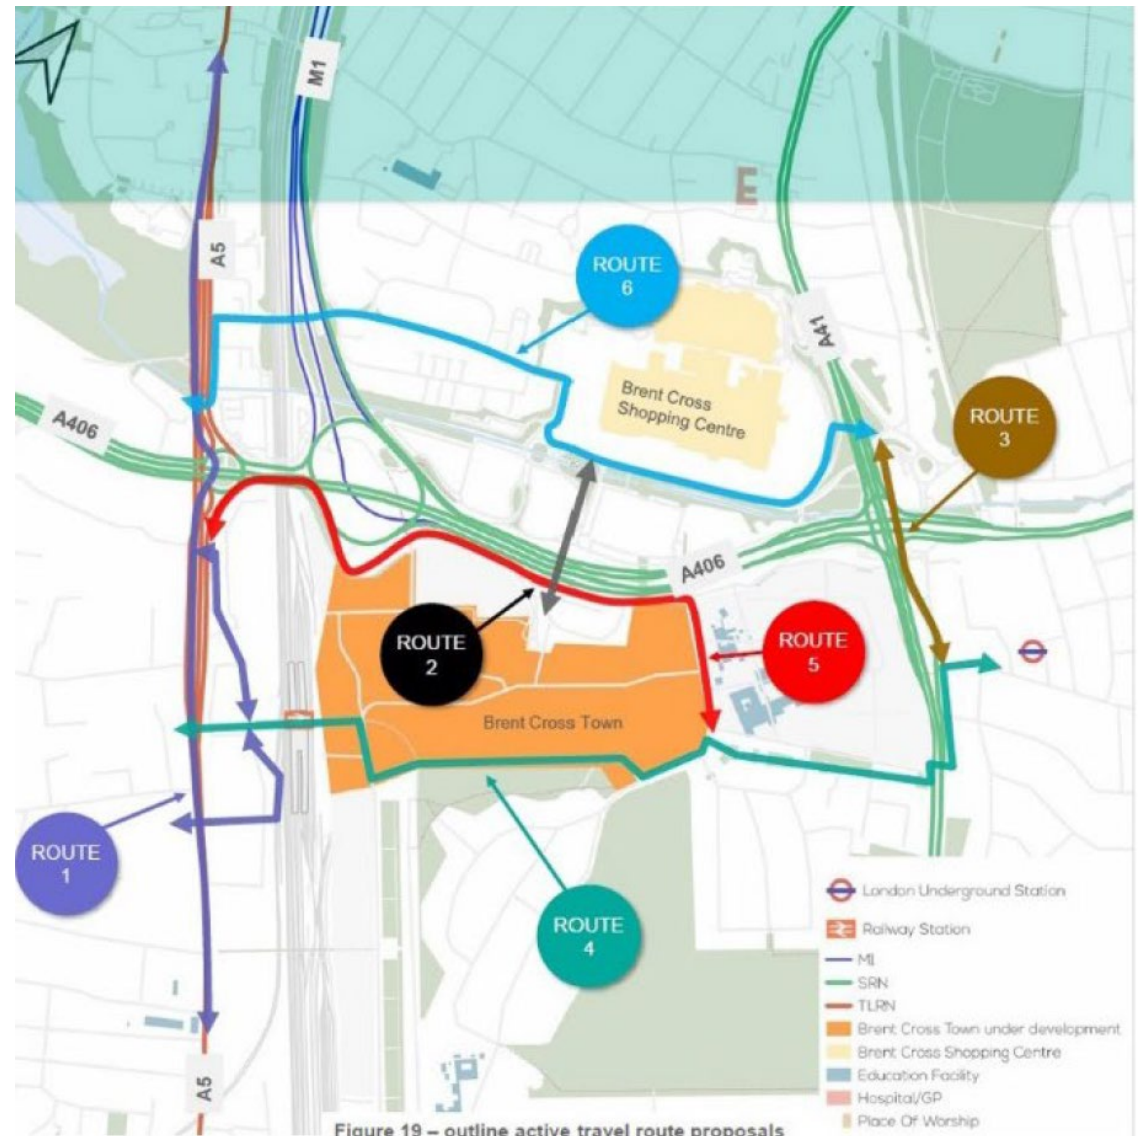 M1
E
A5
ROUTE
6
A41
Brent Cross
Shopping Centre
ROUTE
3
A406
A406
ROUTE
2
ROUTE
5
Brent Cross Town
ROUTE
1
ROUTE
4
London Underground Station
Railway Station
M1
SRN
TLRN
Brent Cross Town under development
Brent Cross Shopping Centre
Education Facility
Hospital/GP
Place Of Worship
A5
Figure 19 – outline active travel route proposals